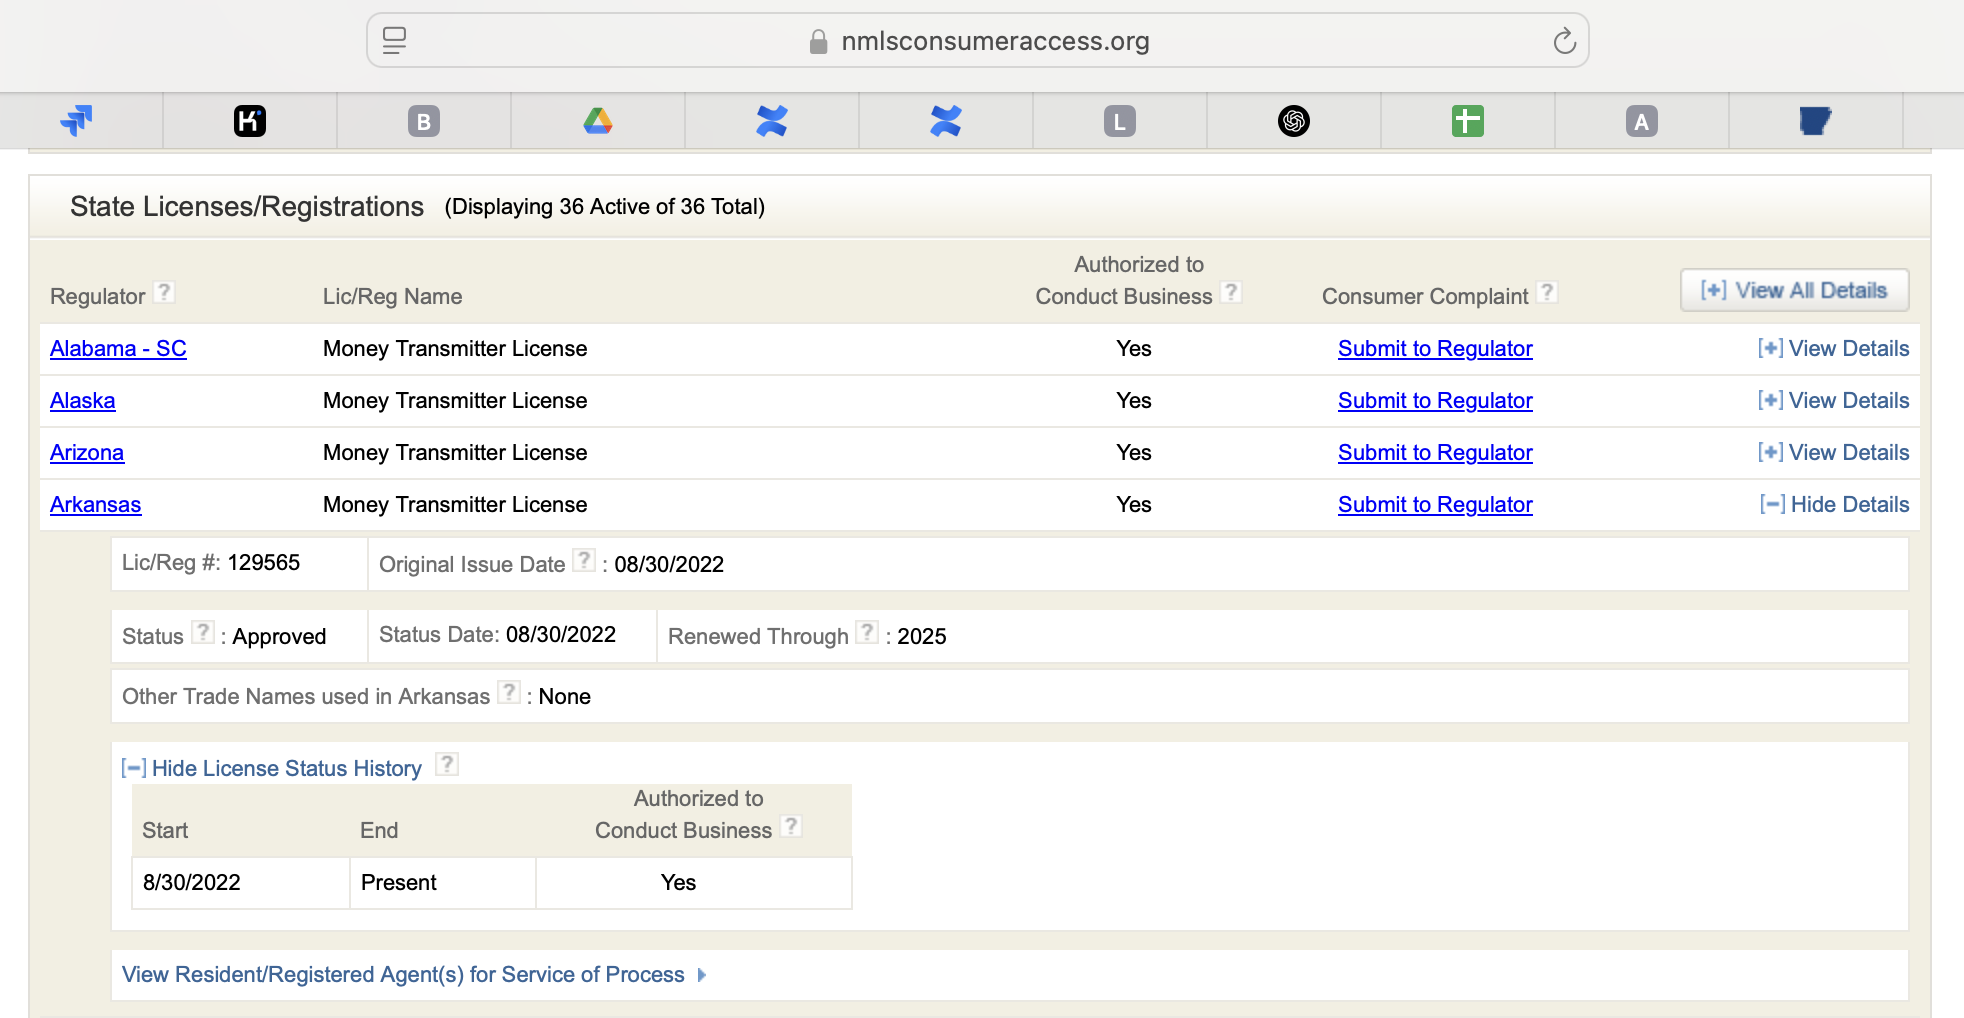 nmlsconsumeraccess.org
K B L A
State Licenses/Registrations (Displaying 36 Active of 36 Total)
Regulator ? Lic/Reg Name Authorized to Conduct Business ? Consumer Complaint ? [+] View All Details
Alabama - SC Money Transmitter License Yes Submit to Regulator [+] View Details
Alaska Money Transmitter License Yes Submit to Regulator [+] View Details
Arizona Money Transmitter License Yes Submit to Regulator [+] View Details
Arkansas Money Transmitter License Yes Submit to Regulator [−] Hide Details
Lic/Reg #: 129565 Original Issue Date ? : 08/30/2022
Status ? : Approved Status Date: 08/30/2022 Renewed Through ? : 2025
Other Trade Names used in Arkansas ? : None
[−] Hide License Status History ?
Start End Authorized to Conduct Business ?
8/30/2022 Present Yes
View Resident/Registered Agent(s) for Service of Process